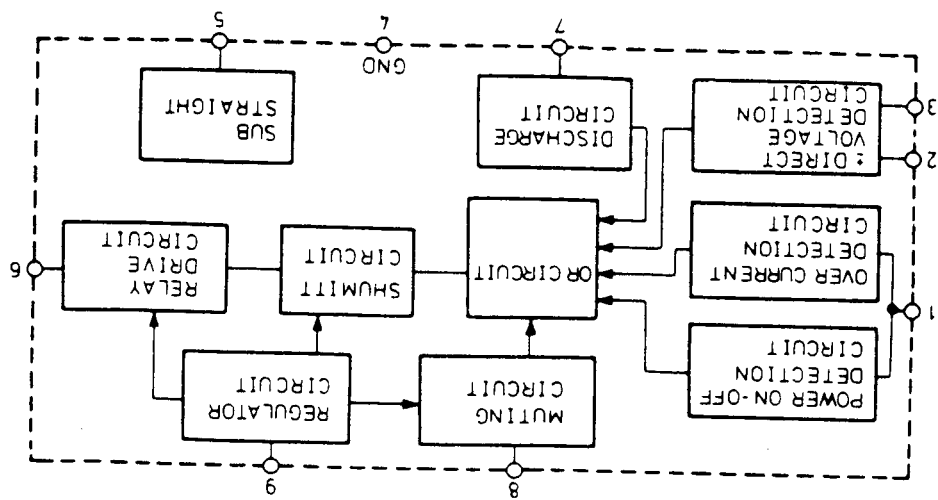 8
9
MUTING
CIRCUIT
REGULATOR
CIRCUIT
POWER ON-OFF
DETECTION
CIRCUIT
1
OVER CURRENT
DETECTION
CIRCUIT
OR CIRCUIT
SHUMITT
CIRCUIT
RELAY
DRIVE
CIRCUIT
6
2
3
± DIRECT
VOLTAGE
DETECTION
CIRCUIT
DISCHARGE
CIRCUIT
SUB
STRAIGHT
GND
7
4
5